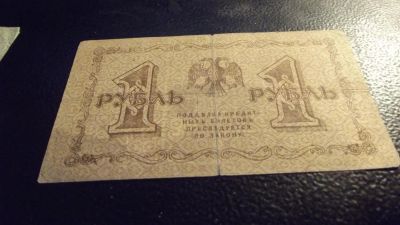 1 1
РУБЛЬ РУБЛЬ
ПОДДѢЛКА КРЕДИТ-
НЫХЪ БИЛЕТОВЪ
ПРЕСЛѢДУЕТСЯ
ПО ЗАКОНУ.